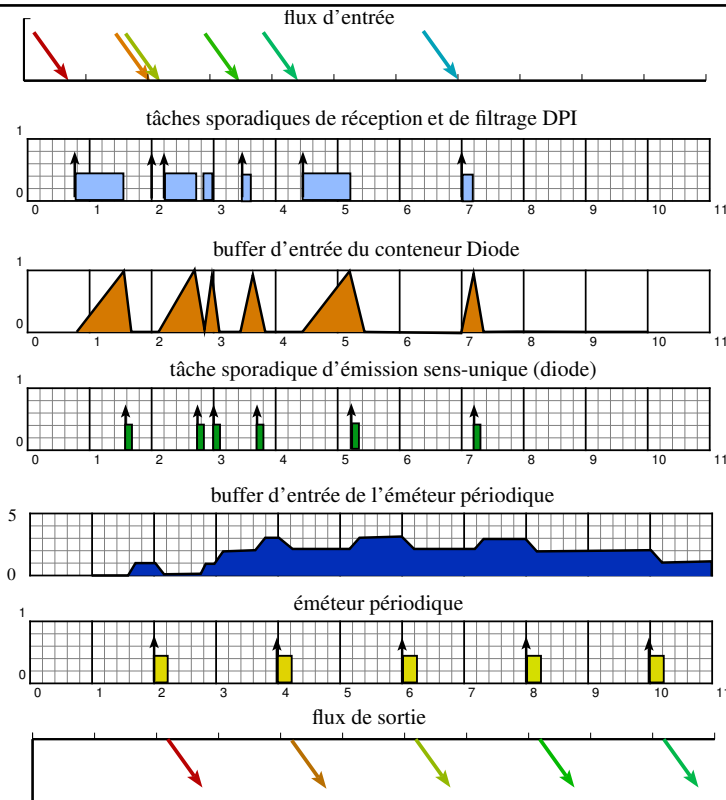 flux d'entrée
tâches sporadiques de réception et de filtrage DPI
1
0
0 1 2 3 4 5 6 7 8 9 10 11
buffer d'entrée du conteneur Diode
1
0
0 1 2 3 4 5 6 7 8 9 10 11
tâche sporadique d'émission sens-unique (diode)
1
0
0 1 2 3 4 5 6 7 8 9 10 11
buffer d'entrée de l'éméteur périodique
5
0
éméteur périodique
1
0
0 1 2 3 4 5 6 7 8 9 10 11
flux de sortie